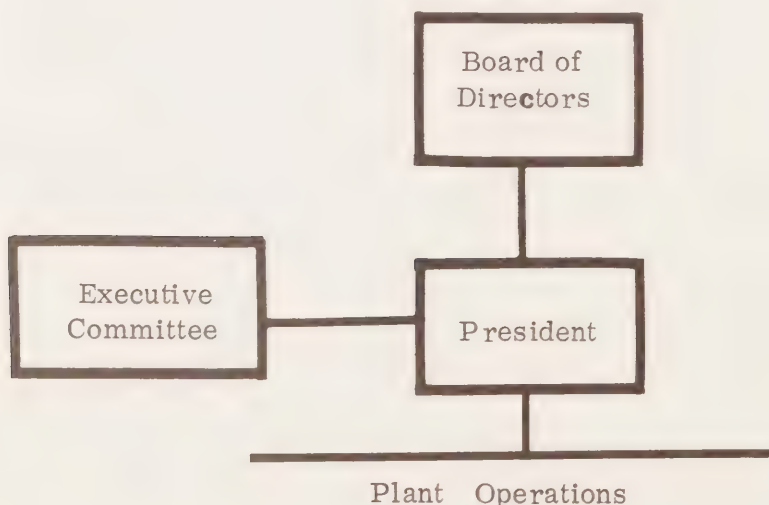 Board of
Directors
Executive
Committee
President
Plant Operations